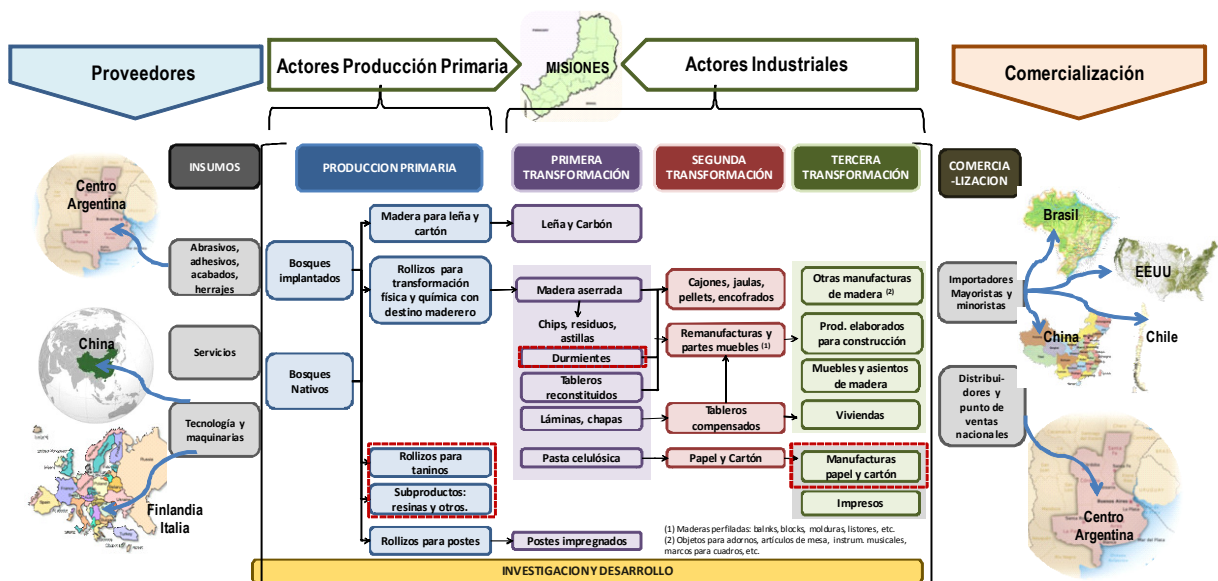 Proveedores
Actores Producción Primaria
MISIONES
Actores Industriales
Comercialización
INSUMOS
PRODUCCION PRIMARIA
PRIMERA
TRANSFORMACIÓN
SEGUNDA
TRANSFORMACIÓN
TERCERA
TRANSFORMACIÓN
COMERCIA
-LIZACION
Centro
Argentina
Abrasivos,
adhesivos,
acabados,
herrajes
China
Servicios
Tecnología y
maquinarias
Finlandia
Italia
Bosques
implantados
Bosques
Nativos
Madera para leña y
cartón
Rollizos para
transformación
física y química con
destino maderero
Rollizos para
taninos
Subproductos:
resinas y otros.
Rollizos para postes
Leña y Carbón
Madera aserrada
Chips, residuos,
astillas
Durmientes
Tableros
reconstituidos
Láminas, chapas
Pasta celulósica
Postes impregnados
Cajones, jaulas,
pellets, encofrados
Remanufacturas y
partes muebles (1)
Tableros
compensados
Papel y Cartón
Otras manufacturas
de madera (2)
Prod. elaborados
para construcción
Muebles y asientos
de madera
Viviendas
Manufacturas
papel y cartón
Impresos
(1) Maderas perfiladas: balnks, blocks, molduras, listones, etc.
(2) Objetos para adornos, artículos de mesa, instrum. musicales,
marcos para cuadros, etc.
Importadores
Mayoristas y
minoristas
Distribui-
dores y
punto de
ventas
nacionales
Brasil
EEUU
China
Chile
Centro
Argentina
INVESTIGACION Y DESARROLLO